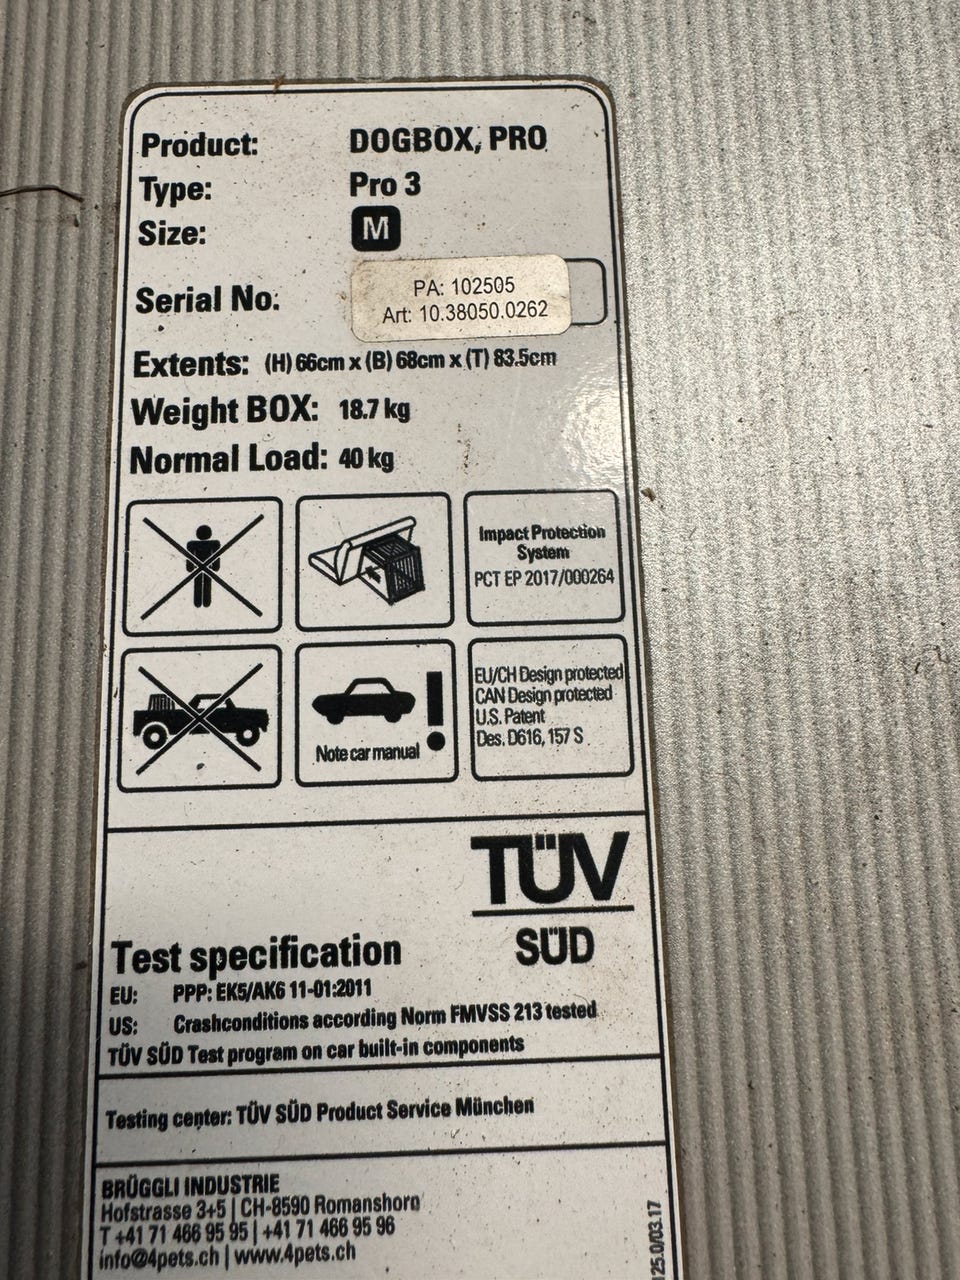 Product: DOGBOX, PRO
Type: Pro 3
Size: M
Serial No. PA: 102505
Art: 10.38050.0262
Extents: (H) 66cm x (B) 68cm x (T) 83.5cm
Weight BOX: 18.7 kg
Normal Load: 40 kg
Impact Protection
System
PCT EP 2017/000264
Note car manual
EU/CH Design protected
CAN Design protected
U.S. Patent
Des. D616, 157 S
TÜV
SÜD
Test specification
EU: PPP: EK5/AK6 11-01:2011
US: Crashconditions according Norm FMVSS 213 tested
TÜV SÜD Test program on car built-in components
Testing center: TÜV SÜD Product Service München
BRÜGGLI INDUSTRIE
Hofstrasse 3+5 | CH-8590 Romanshorn
T +41 71 466 95 95 | +41 71 466 95 96
info@4pets.ch | www.4pets.ch